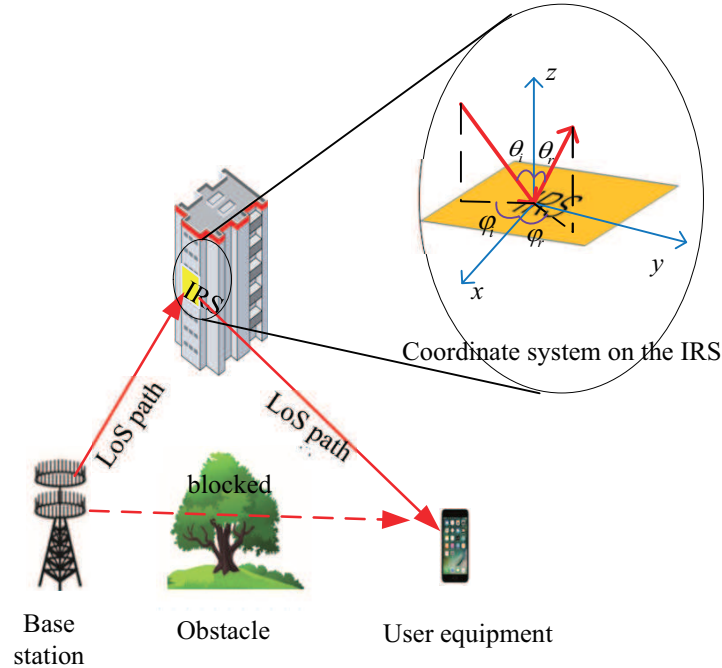 z
θi θr
IRS
φi φr
y
x
Coordinate system on the IRS
IRS
LoS path
LoS path
blocked
Base
station
Obstacle
User equipment